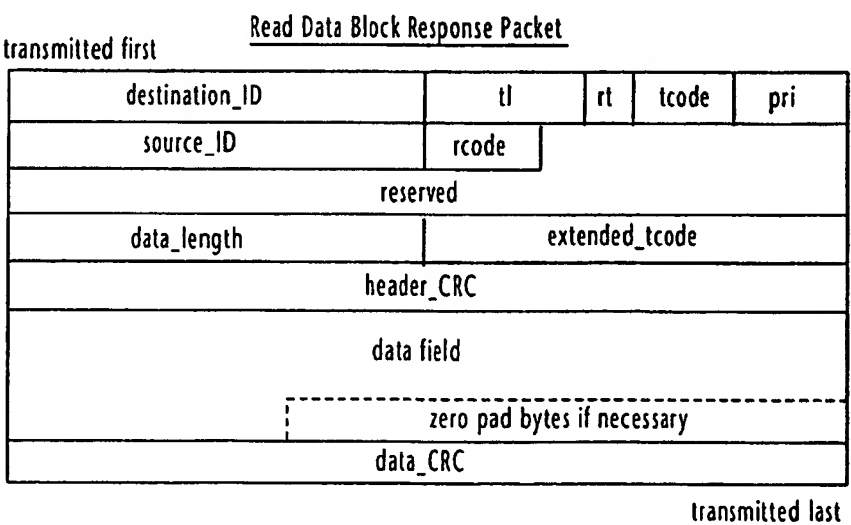 Read Data Block Response Packet
transmitted first
destination_ID tl rt tcode pri
source_ID rcode
reserved
data_length extended_tcode
header_CRC
data field
zero pad bytes if necessary
data_CRC
transmitted last